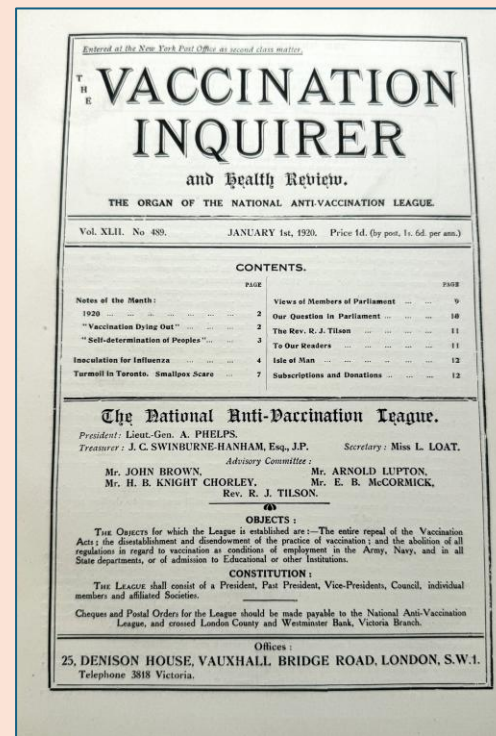 Entered at the New York Post Office as second class matter.
THE
VACCINATION
INQUIRER
and Health Review.
THE ORGAN OF THE NATIONAL ANTI-VACCINATION LEAGUE.
Vol. XLII. No 489. JANUARY 1st, 1920. Price 1d. (by post, 1s. 6d. per ann.)
CONTENTS.
PAGE
Notes of the Month:
1920 ... ... ... ... ... ... ... 2
"Vaccination Dying Out" ... ... ... 2
"Self-determination of Peoples" ... ... 3
Inoculation for Influenza ... ... ... 4
Turmoil in Toronto. Smallpox Scare ... 7
PAGE
Views of Members of Parliament ... ... 9
Our Question in Parliament ... ... ... 10
The Rev. R. J. Tilson ... ... ... ... 11
To Our Readers ... ... ... ... ... 11
Isle of Man ... ... ... ... ... ... 12
Subscriptions and Donations ... ... ... 12
The National Anti-Vaccination League.
President: Lieut.-Gen. A. PHELPS.
Treasurer: J. C. SWINBURNE-HANHAM, Esq., J.P. Secretary: Miss L. LOAT.
Advisory Committee:
Mr. JOHN BROWN, Mr. ARNOLD LUPTON,
Mr. H. B. KNIGHT CHORLEY, Mr. E. B. McCORMICK,
Rev. R. J. TILSON.
OBJECTS:
THE OBJECTS for which the League is established are:—The entire repeal of the Vaccination
Acts; the disestablishment and disendowment of the practice of vaccination; and the abolition of all
regulations in regard to vaccination as conditions of employment in the Army, Navy, and in all
State departments, or of admission to Educational or other Institutions.
CONSTITUTION:
THE LEAGUE shall consist of a President, Past President, Vice-Presidents, Council, individual
members and affiliated Societies.
Cheques and Postal Orders for the League should be made payable to the National Anti-Vaccination
League, and crossed London County and Westminster Bank, Victoria Branch.
Offices:
25, DENISON HOUSE, VAUXHALL BRIDGE ROAD, LONDON, S.W.1.
Telephone 3818 Victoria.